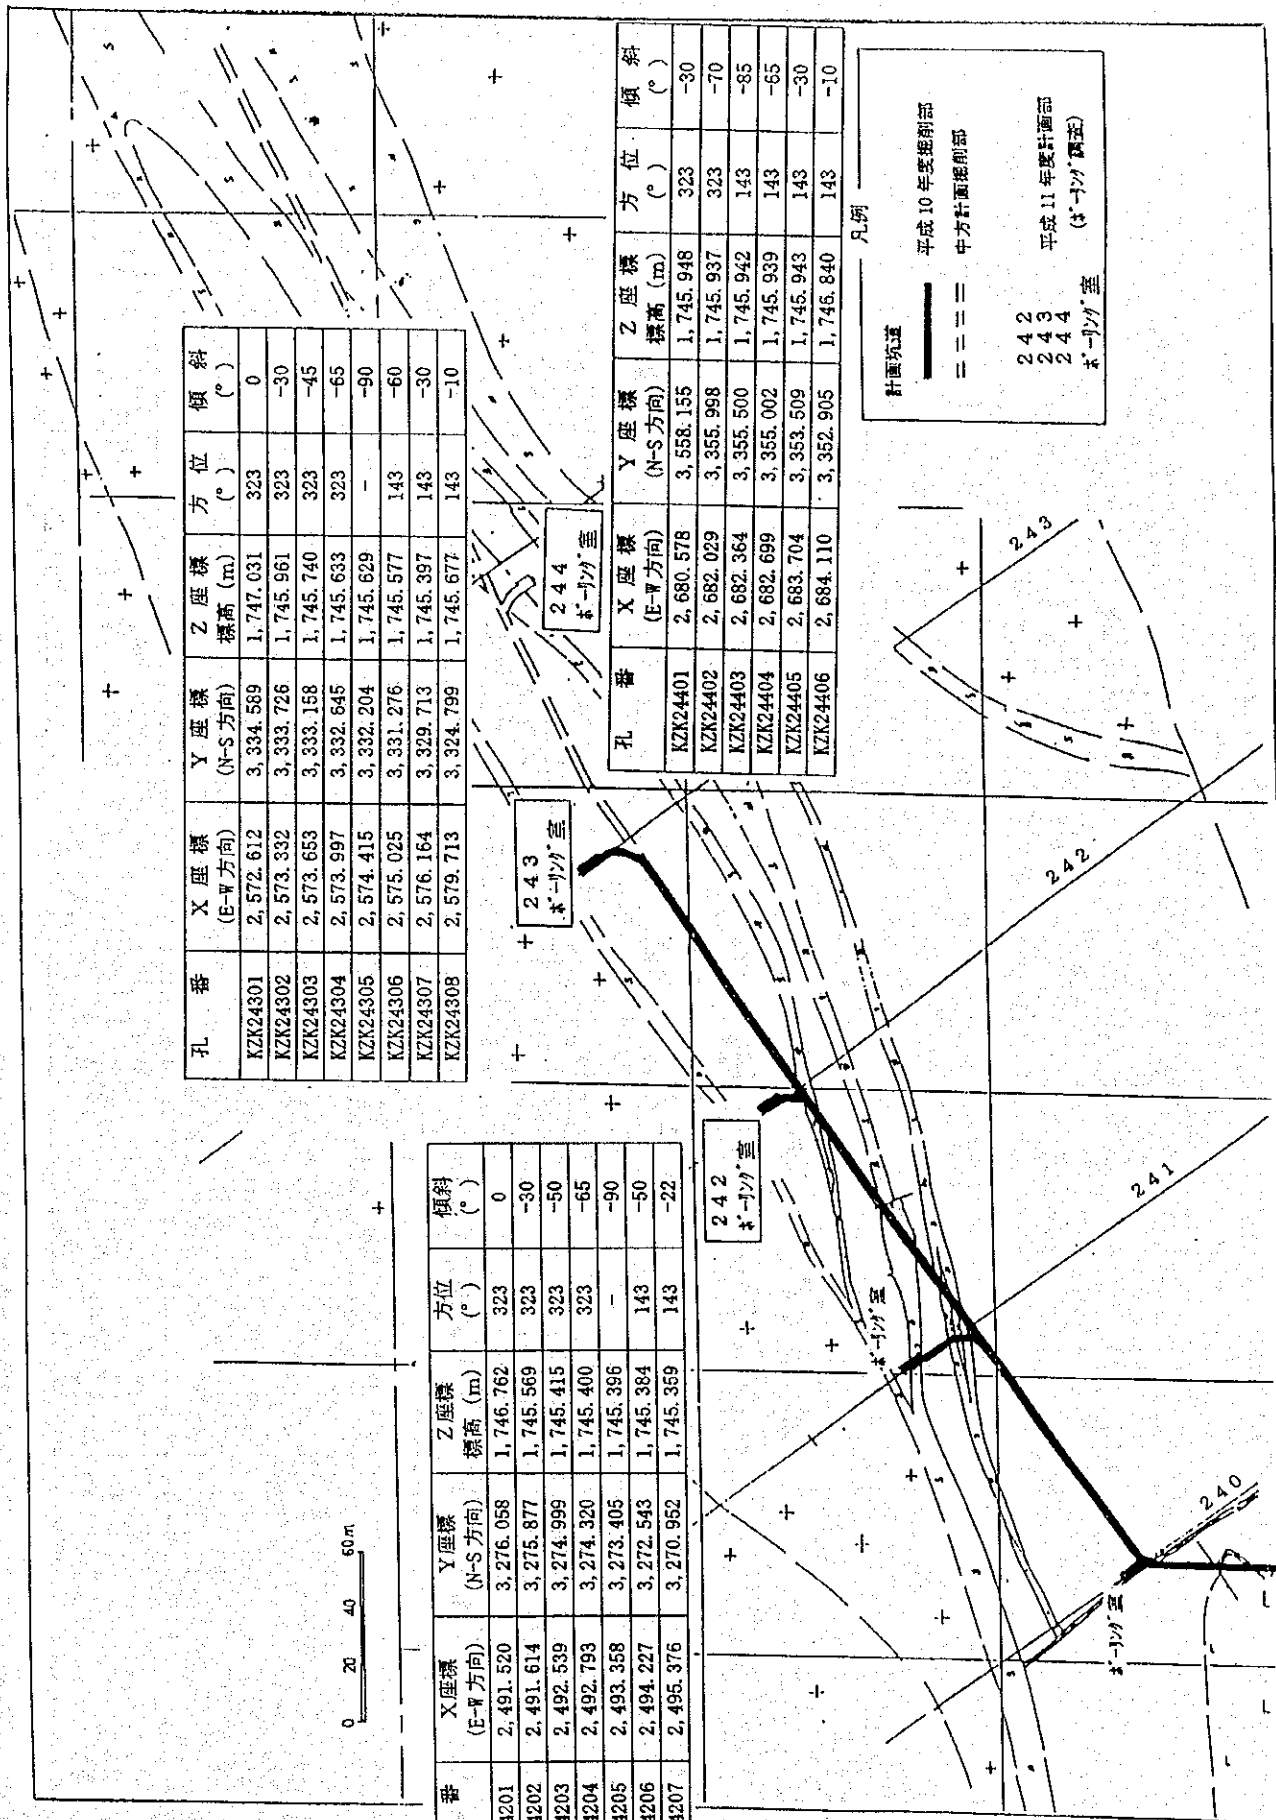 孔 番 X 座 標 (E-W方向) Y 座 標 (N-S方向) Z 座 標 標高 (m) 方 位 (°) 傾 斜 (°)
KZK24301 2,572.612 3,334.589 1,747.031 323 0
KZK24302 2,573.332 3,333.726 1,745.961 323 -30
KZK24303 2,573.653 3,333.158 1,745.740 323 -45
KZK24304 2,573.997 3,332.645 1,745.633 323 -65
KZK24305 2,574.415 3,332.204 1,745.629 - -90
KZK24306 2,575.025 3,331.276 1,745.577 143 -60
KZK24307 2,576.164 3,329.713 1,745.397 143 -30
KZK24308 2,579.713 3,324.799 1,745.677 143 -10
0 20 40 60m
番 X座標 (E-W方向) Y座標 (N-S方向) Z座標 標高 (m) 方位 (°) 傾斜 (°)
4201 2,491.520 3,276.058 1,746.762 323 0
4202 2,491.614 3,275.877 1,745.569 323 -30
4203 2,492.539 3,274.999 1,745.415 323 -50
4204 2,492.793 3,274.320 1,745.400 323 -65
4205 2,493.358 3,273.405 1,745.396 - -90
4206 2,494.227 3,272.543 1,745.384 143 -50
4207 2,495.376 3,270.952 1,745.359 143 -22
243
ボーリング室
244
ボーリング室
孔 番 X 座 標 (E-W方向) Y 座 標 (N-S方向) Z 座 標 標高 (m) 方 位 (°) 傾 斜 (°)
KZK24401 2,680.578 3,558.155 1,745.948 323 -30
KZK24402 2,682.029 3,355.998 1,745.937 323 -70
KZK24403 2,682.364 3,355.500 1,745.942 143 -85
KZK24404 2,682.699 3,355.002 1,745.939 143 -65
KZK24405 2,683.704 3,353.509 1,745.943 143 -30
KZK24406 2,684.110 3,352.905 1,746.840 143 -10
242
ボーリング室
ボーリング室
ボーリング室
240
241
242
243
凡例
計画坑道
平成 10 年度掘削部
中方計画掘削部
242
243
244
ボーリング室
平成 11 年度計画部
(ボーリング調査)